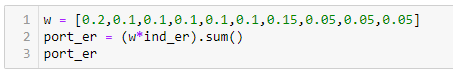 1 w = [0.2,0.1,0.1,0.1,0.1,0.1,0.15,0.05,0.05,0.05]
2 port_er = (w*ind_er).sum()
3 port_er